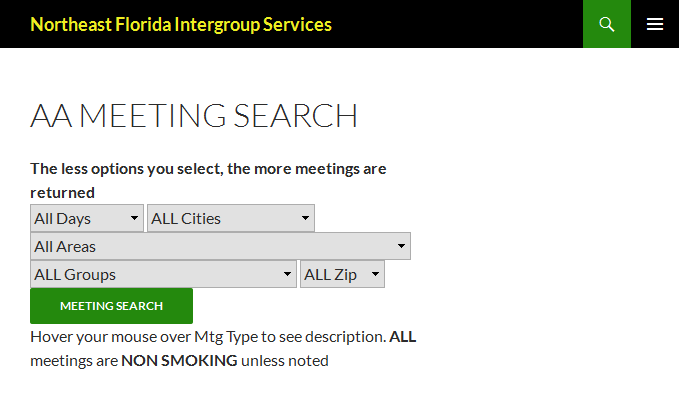 Northeast Florida Intergroup Services
AA MEETING SEARCH
The less options you select, the more meetings are
returned
All Days ALL Cities
All Areas
ALL Groups ALL Zip
MEETING SEARCH
Hover your mouse over Mtg Type to see description. ALL
meetings are NON SMOKING unless noted